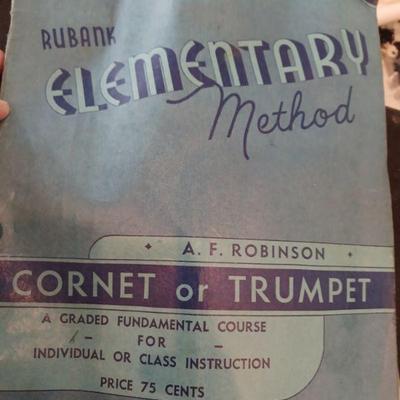 RUBANK
ELEMENTARY
Method
A. F. ROBINSON
CORNET or TRUMPET
A GRADED FUNDAMENTAL COURSE
- FOR -
INDIVIDUAL OR CLASS INSTRUCTION
PRICE 75 CENTS